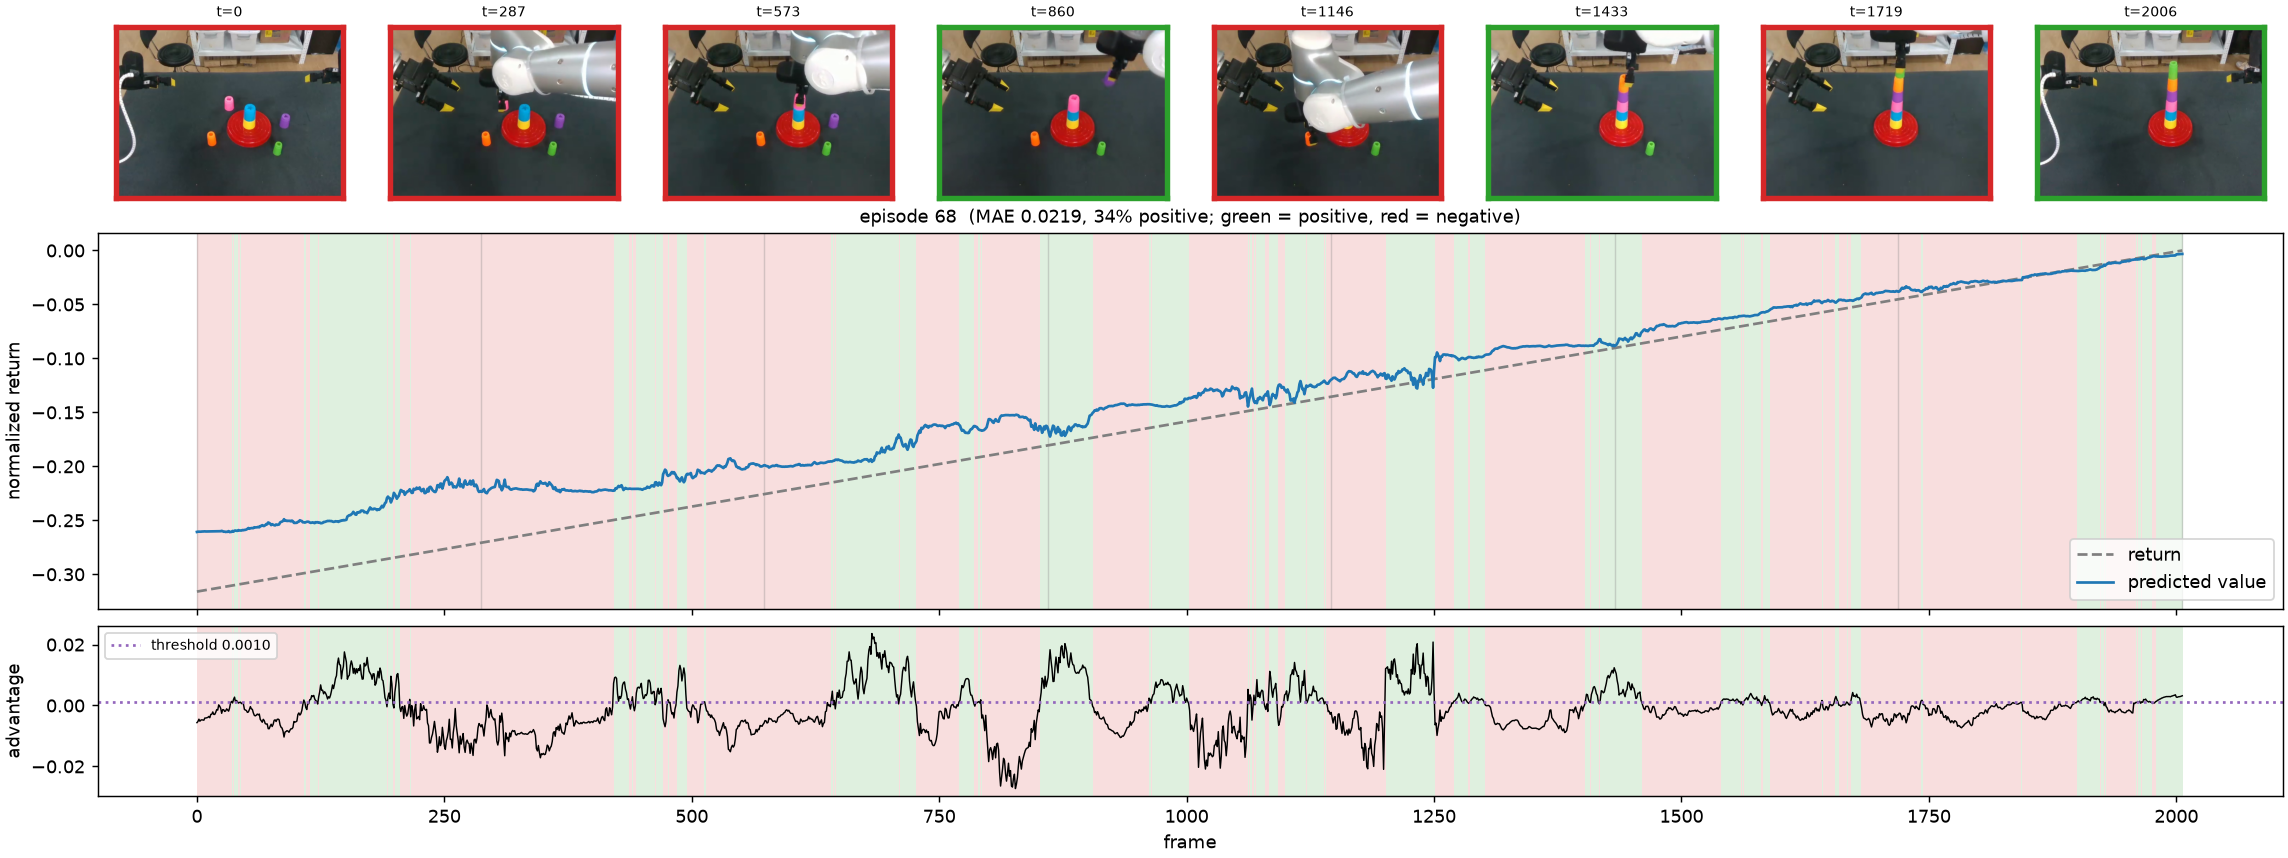 t=0 t=287 t=573 t=860 t=1146 t=1433 t=1719 t=2006
episode 68  (MAE 0.0219, 34% positive; green = positive, red = negative)
normalized return
0.00
−0.05
−0.10
−0.15
−0.20
−0.25
−0.30
return
predicted value
advantage
0.02
0.00
−0.02
threshold 0.0010
0 250 500 750 1000 1250 1500 1750 2000
frame